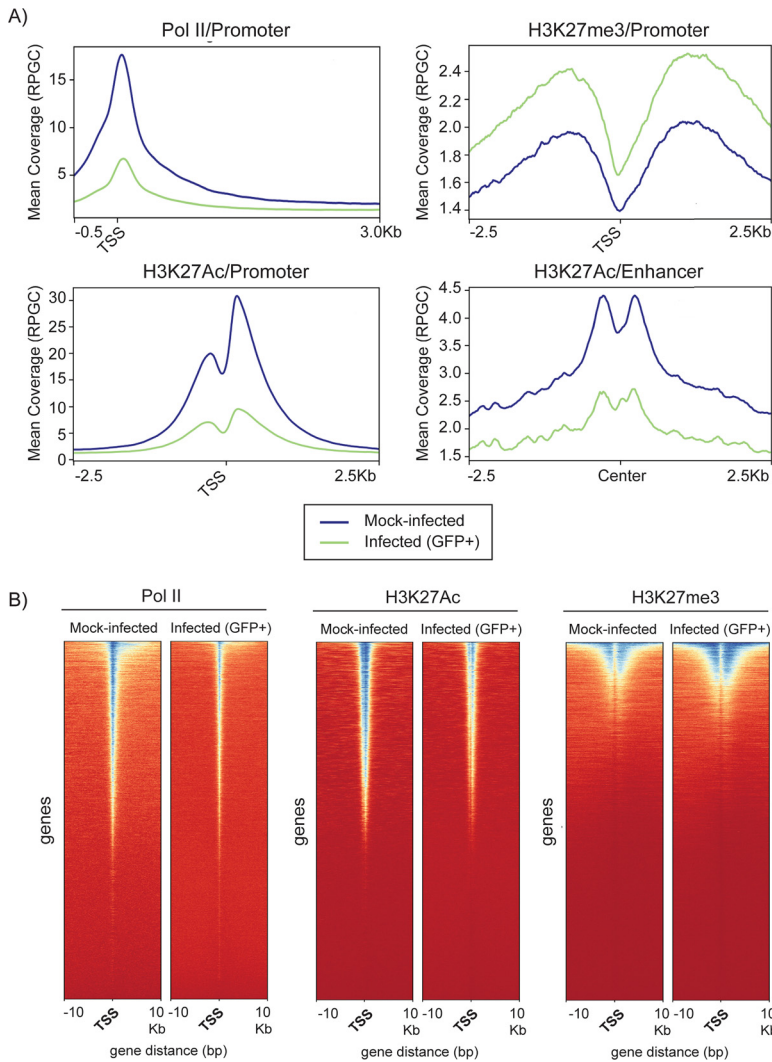 A)
Pol II/Promoter
Mean Coverage (RPGC)
15
10
5
-0.5
TSS
3.0Kb
H3K27me3/Promoter
Mean Coverage (RPGC)
2.4
2.2
2.0
1.8
1.6
1.4
-2.5
TSS
2.5Kb
H3K27Ac/Promoter
Mean Coverage (RPGC)
30
25
20
15
10
5
0
-2.5
TSS
2.5Kb
H3K27Ac/Enhancer
Mean Coverage (RPGC)
4.5
4.0
3.5
3.0
2.5
2.0
1.5
-2.5
Center
2.5Kb
Mock-infected
Infected (GFP+)
B)
Pol II
Mock-infected
Infected (GFP+)
genes
-10 TSS 10 Kb
-10 TSS 10 Kb
gene distance (bp)
H3K27Ac
Mock-infected
Infected (GFP+)
genes
-10 TSS 10 Kb
-10 TSS 10 Kb
gene distance (bp)
H3K27me3
Mock-infected
Infected (GFP+)
genes
-10 TSS 10 Kb
-10 TSS 10 Kb
gene distance (bp)